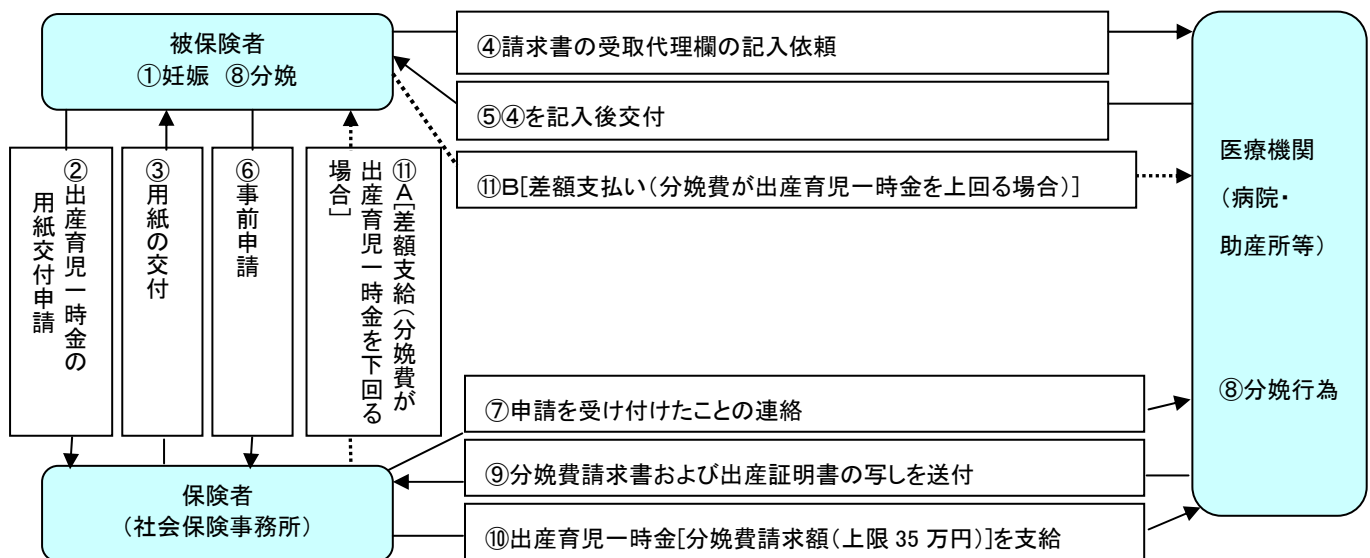 被保険者
①妊娠 ⑧分娩
④請求書の受取代理欄の記入依頼
⑤④を記入後交付
⑪B[差額支払い（分娩費が出産育児一時金を上回る場合）]
②出産育児一時金の
用紙交付申請
③用紙の交付
⑥事前申請
⑪A[差額支給（分娩費が
出産育児一時金を下回る
場合]
医療機関
（病院・
助産所等）
⑧分娩行為
⑦申請を受け付けたことの連絡
⑨分娩費請求書および出産証明書の写しを送付
⑩出産育児一時金[分娩費請求額（上限 35 万円）]を支給
保険者
（社会保険事務所）